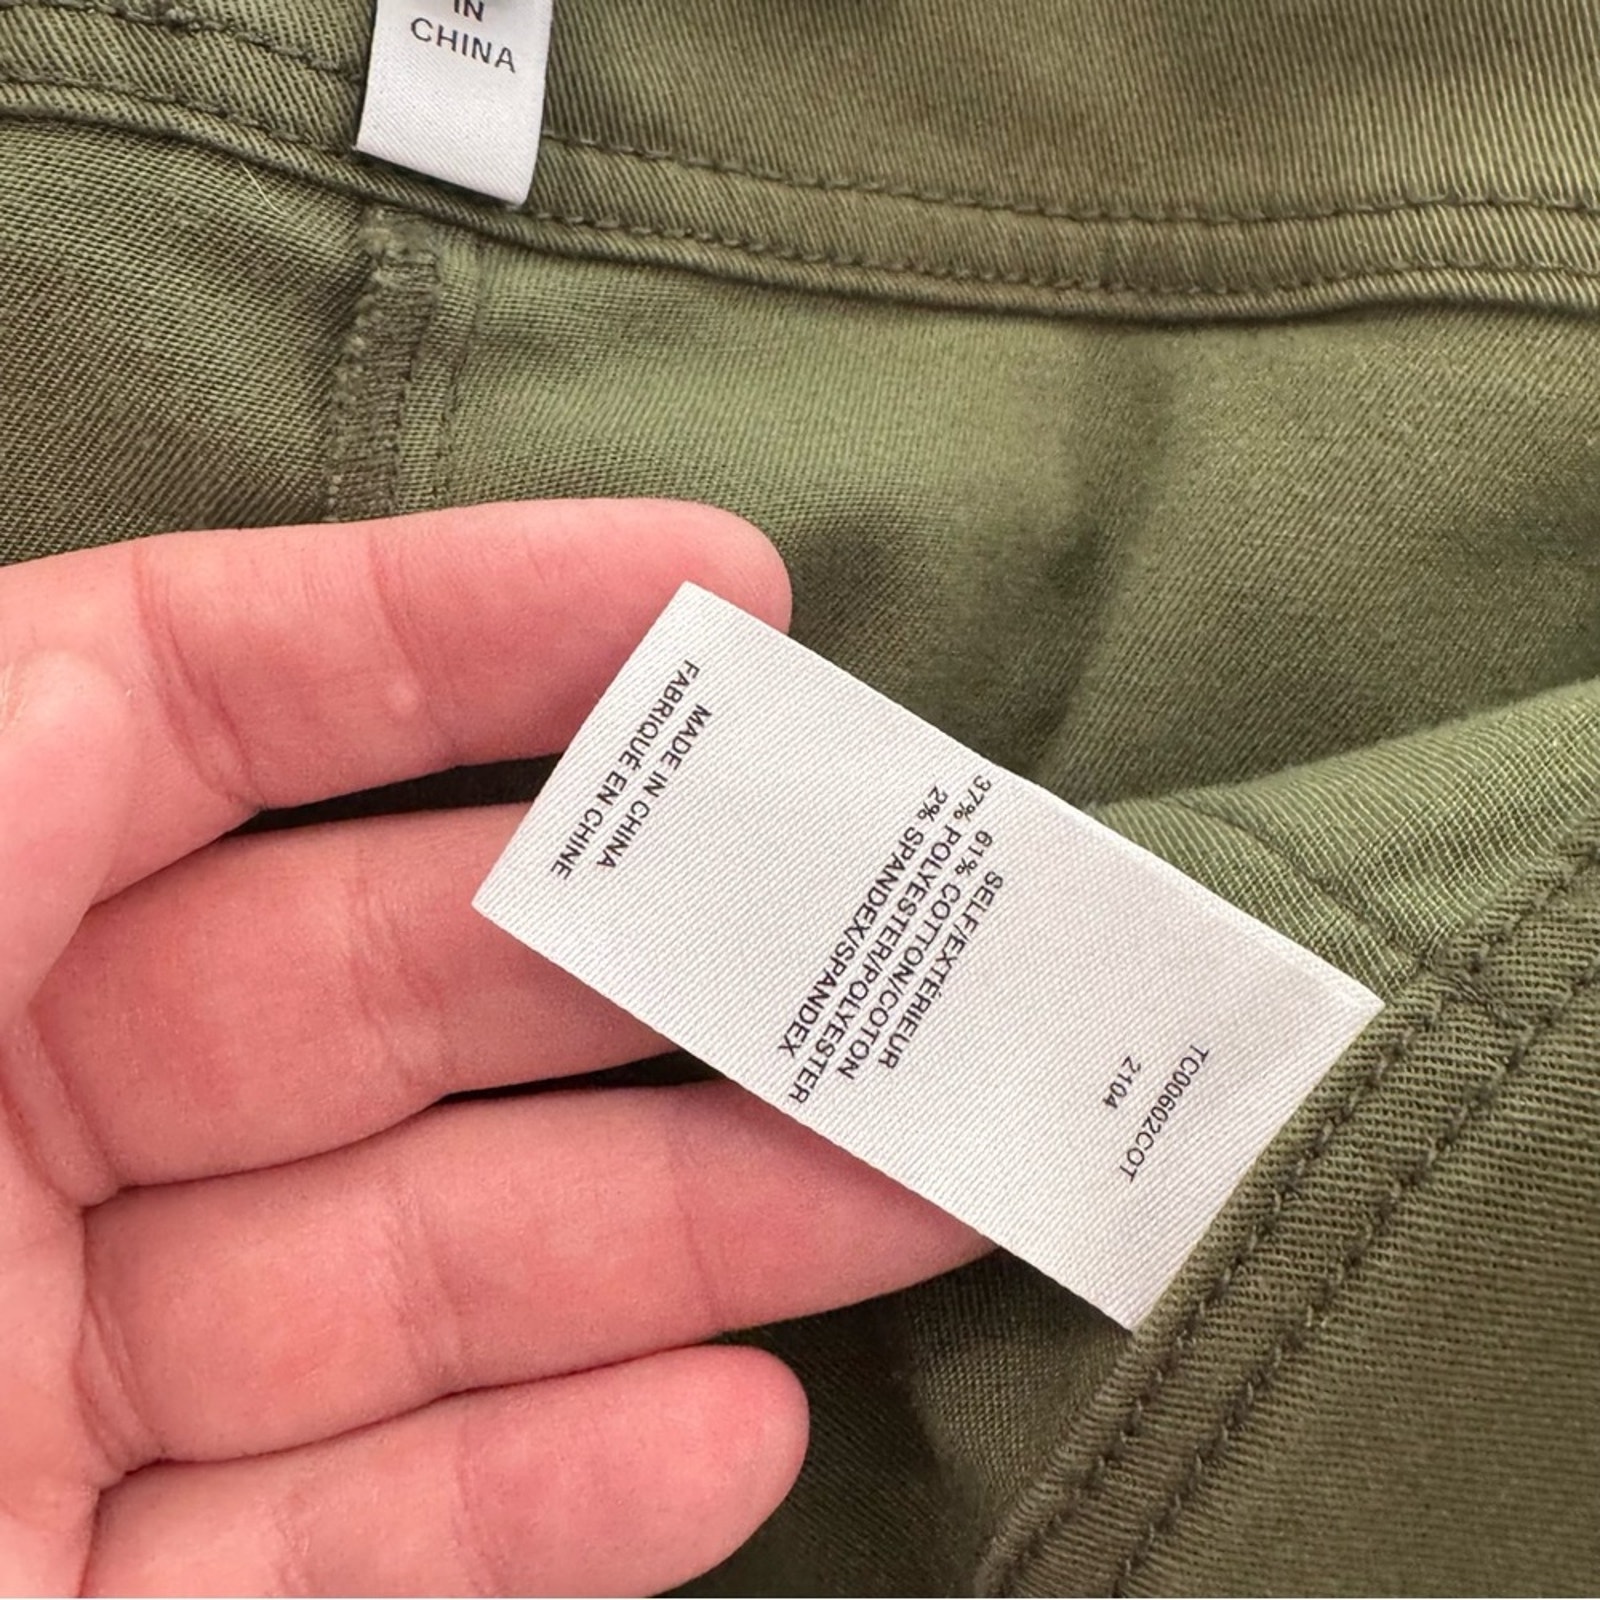 IN
CHINA
TC00602COT
2104
SELF/EXTÉRIEUR
61% COTTON/COTON
37% POLYESTER/POLYESTER
2% SPANDEX/SPANDEX
MADE IN CHINA
FABRIQUÉ EN CHINE